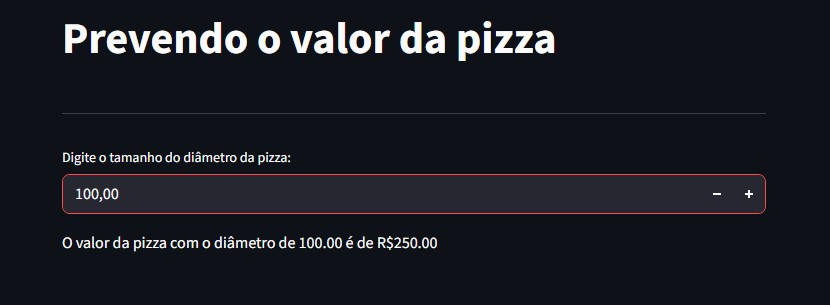 Prevendo o valor da pizza
Digite o tamanho do diâmetro da pizza:
100,00
O valor da pizza com o diâmetro de 100.00 é de R$250.00